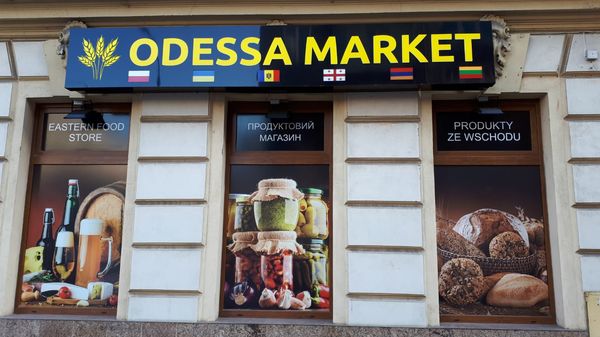 ODESSA MARKET
EASTERN FOOD
STORE
ПРОДУКТОВИЙ
МАГАЗИН
PRODUKTY
ZE WSCHODU